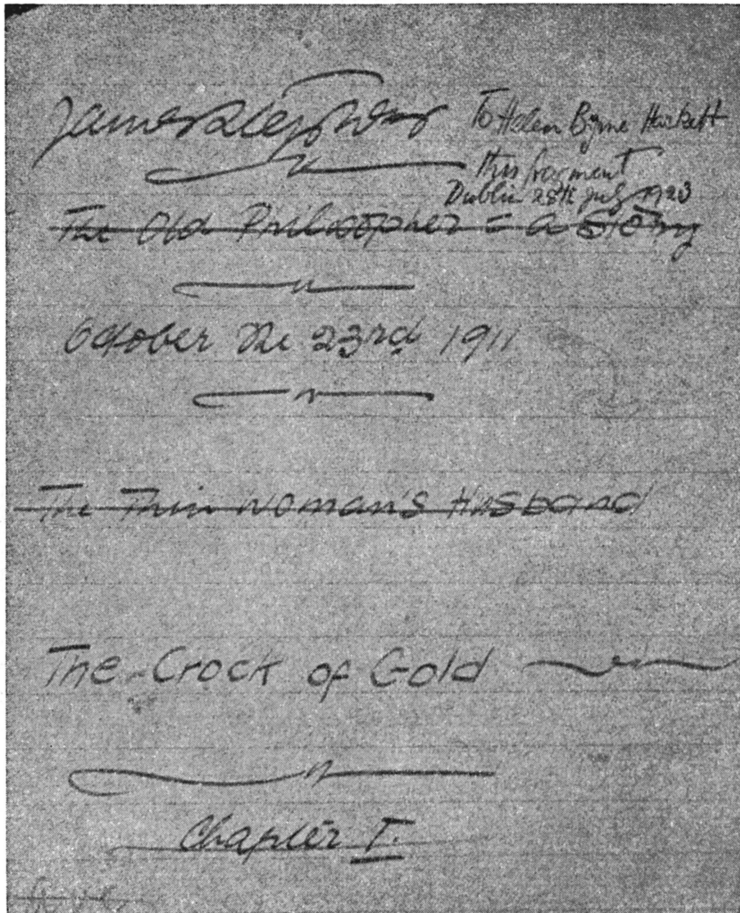 James Stephens
To Helen Byrne Hackett
this fragment
Dublin 28th July 1923
The Old Philosopher = a story
October the 23rd 1911
The Thin Woman's Husband
The Crock of Gold
Chapter I.